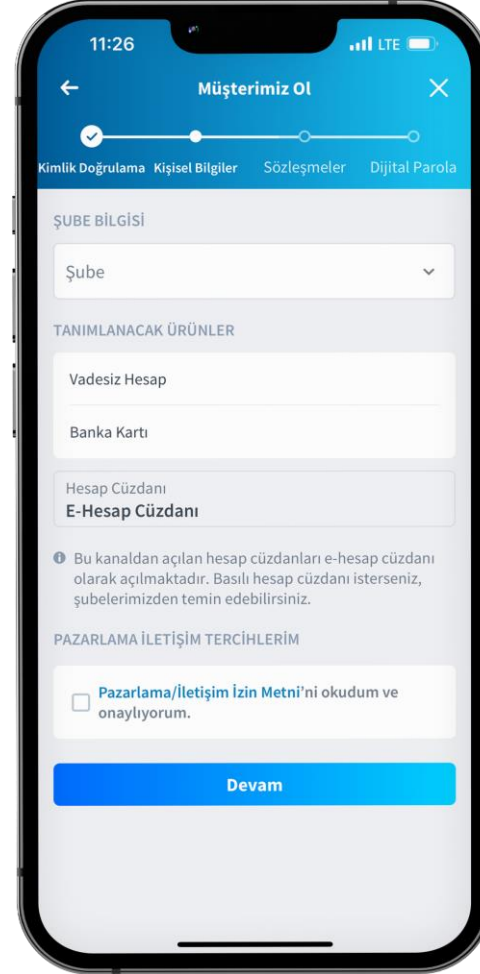 11:26
LTE
Müşterimiz Ol
Kimlik Doğrulama Kişisel Bilgiler Sözleşmeler Dijital Parola
ŞUBE BİLGİSİ
Şube
TANIMLANACAK ÜRÜNLER
Vadesiz Hesap
Banka Kartı
Hesap Cüzdanı
E-Hesap Cüzdanı
Bu kanaldan açılan hesap cüzdanları e-hesap cüzdanı
olarak açılmaktadır. Basılı hesap cüzdanı isterseniz,
şubelerimizden temin edebilirsiniz.
PAZARLAMA İLETİŞİM TERCİHLERİM
Pazarlama/İletişim İzin Metni'ni okudum ve
onaylıyorum.
Devam